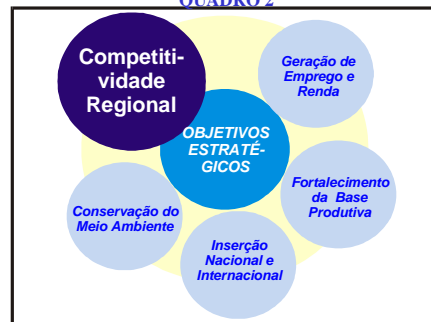 QUADRO 2
Competiti-
vidade
Regional
Geração de
Emprego e
Renda
OBJETIVOS
ESTRATÉ-
GICOS
Fortalecimento
da Base
Produtiva
Conservação do
Meio Ambiente
Inserção
Nacional e
Internacional